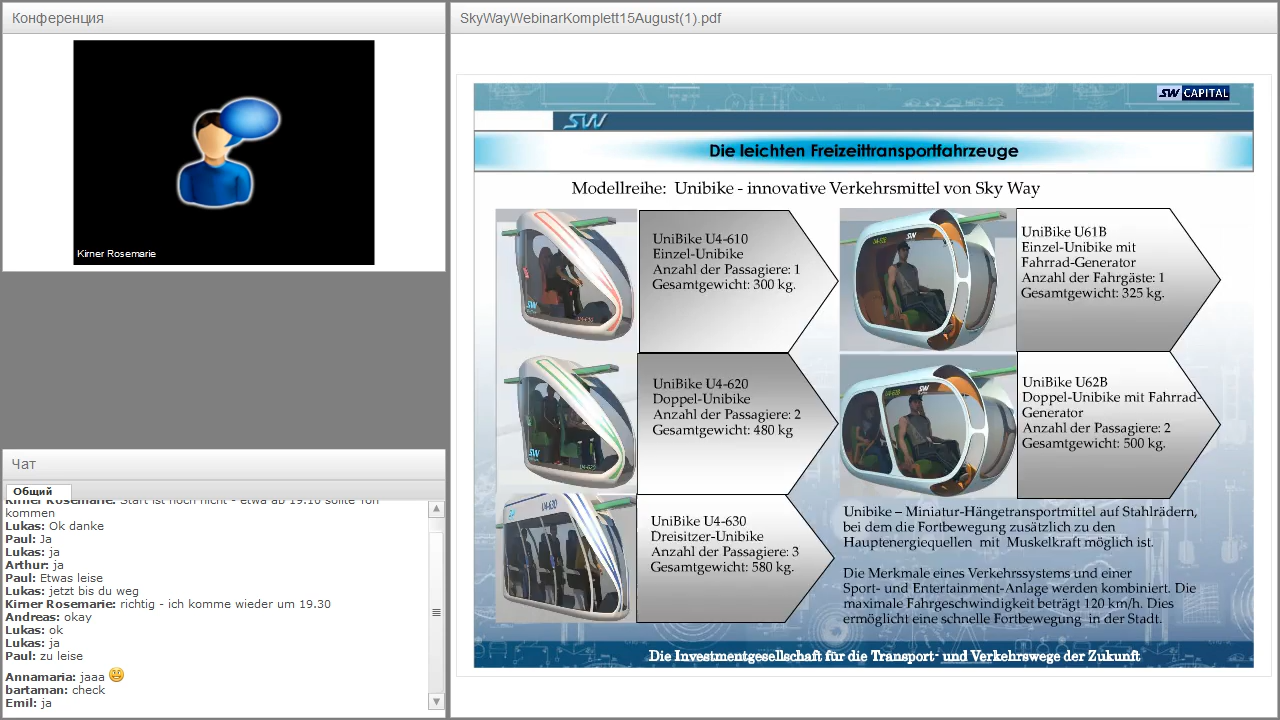 Конференция
Kirner Rosemarie
Чат
Общий
Kirner Rosemarie: Start ist noch nicht - etwa ab 19.10 sollte Ton
kommen
Lukas: Ok danke
Paul: Ja
Lukas: ja
Arthur: ja
Paul: Etwas leise
Lukas: jetzt bis du weg
Kirner Rosemarie: richtig - ich komme wieder um 19.30
Andreas: okay
Lukas: ok
Lukas: ja
Paul: zu leise
Annamaria: jaaa
bartaman: check
Emil: ja
SkyWayWebinarKomplett15August(1).pdf
SW CAPITAL
SW
Die leichten Freizeittransportfahrzeuge
Modellreihe: Unibike - innovative Verkehrsmittel von Sky Way
UniBike U4-610
Einzel-Unibike
Anzahl der Passagiere: 1
Gesamtgewicht: 300 kg.
UniBike U4-620
Doppel-Unibike
Anzahl der Passagiere: 2
Gesamtgewicht: 480 kg
UniBike U4-630
Dreisitzer-Unibike
Anzahl der Passagiere: 3
Gesamtgewicht: 580 kg.
UniBike U61B
Einzel-Unibike mit
Fahrrad-Generator
Anzahl der Fahrgäste: 1
Gesamtgewicht: 325 kg.
UniBike U62B
Doppel-Unibike mit Fahrrad-
Generator
Anzahl der Passagiere: 2
Gesamtgewicht: 500 kg.
Unibike – Miniatur-Hängetransportmittel auf Stahlrädern,
bei dem die Fortbewegung zusätzlich zu den
Hauptenergiequellen mit Muskelkraft möglich ist.
Die Merkmale eines Verkehrssystems und einer
Sport- und Entertainment-Anlage werden kombiniert. Die
maximale Fahrgeschwindigkeit beträgt 120 km/h. Dies
ermöglicht eine schnelle Fortbewegung in der Stadt.
Die Investmentgesellschaft für die Transport- und Verkehrswege der Zukunft